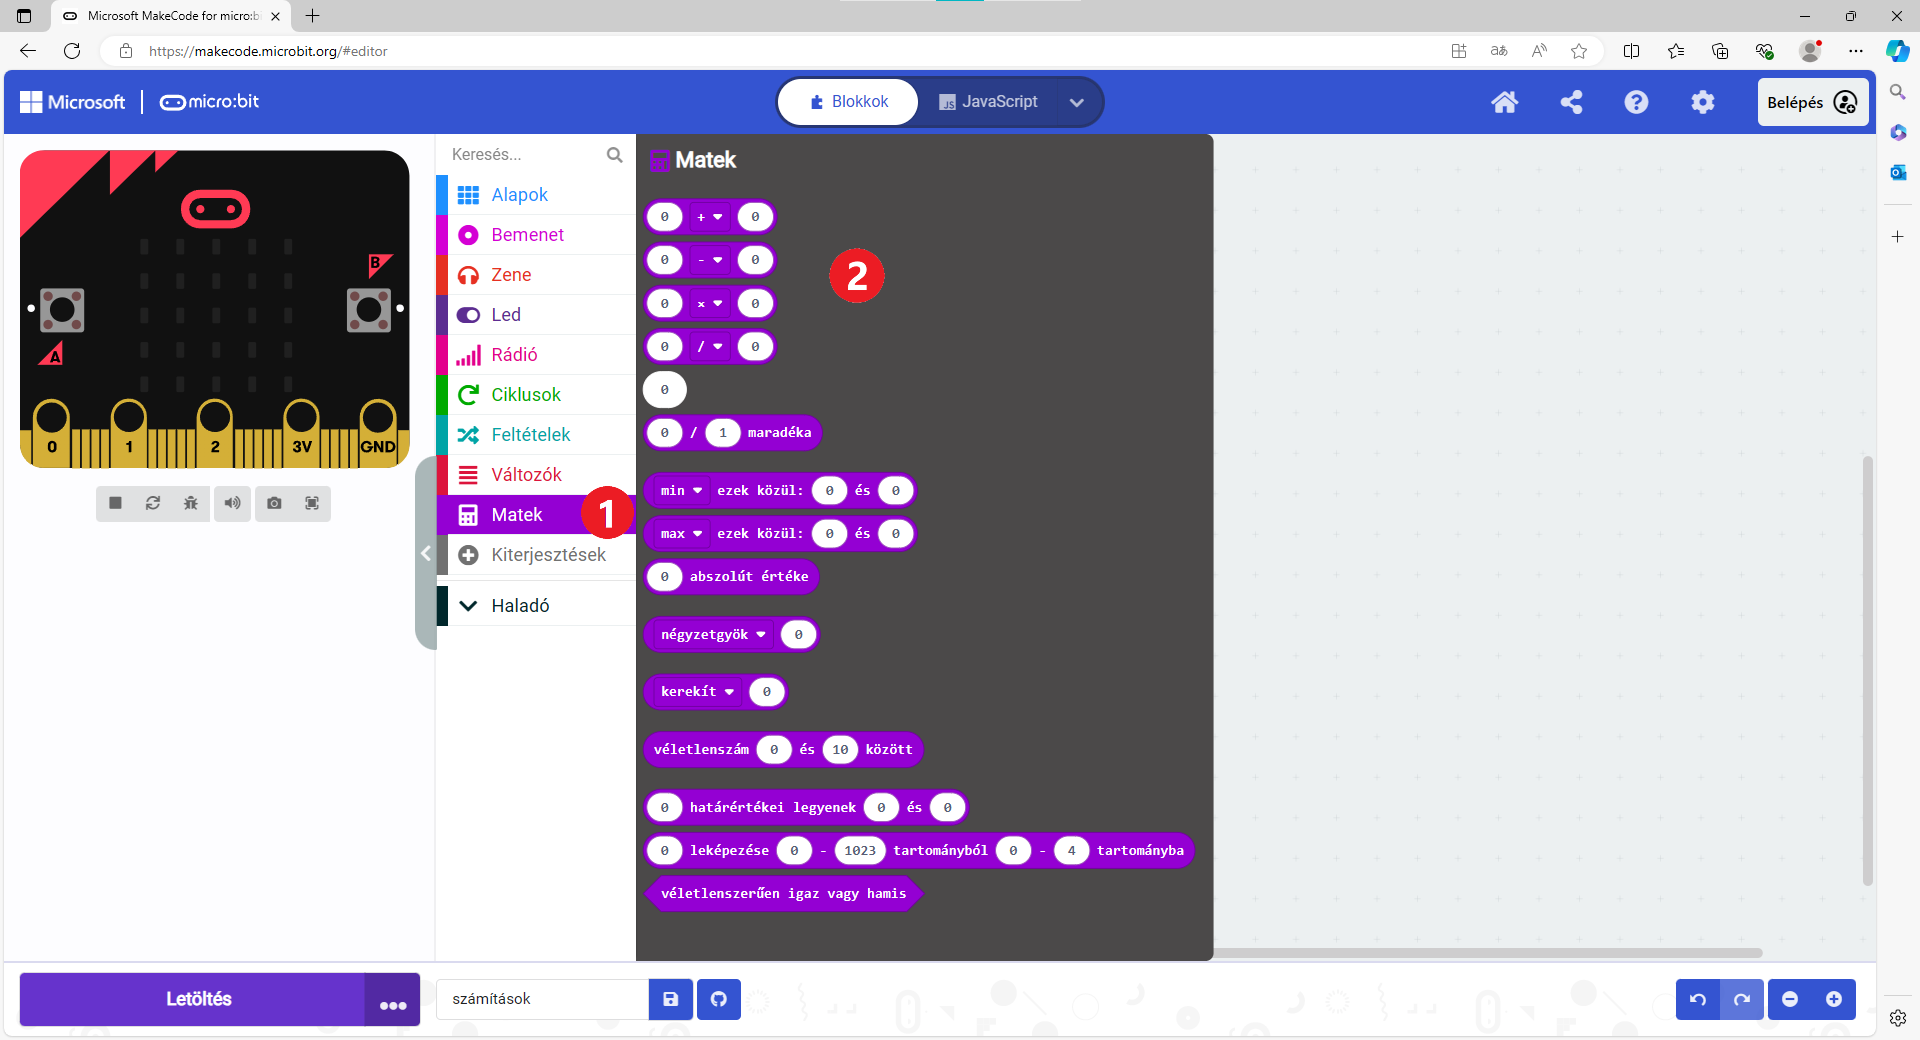 Microsoft MakeCode for micro:b
https://makecode.microbit.org/#editor
Microsoft
micro:bit
Blokkok
JavaScript
Belépés
Keresés...
Alapok
Bemenet
Zene
Led
Rádió
Ciklusok
Feltételek
Változók
Matek
1
Kiterjesztések
Haladó
B
A
0 1 2 3V GND
Matek
0 + 0
0 - 0
2
0 × 0
0 / 0
0
0 / 1 maradéka
min ezek közül: 0 és 0
max ezek közül: 0 és 0
0 abszolút értéke
négyzetgyök 0
kerekít 0
véletlenszám 0 és 10 között
0 határértékei legyenek 0 és 0
0 leképezése 0 - 1023 tartományból 0 - 4 tartományba
véletlenszerűen igaz vagy hamis
Letöltés
számítások